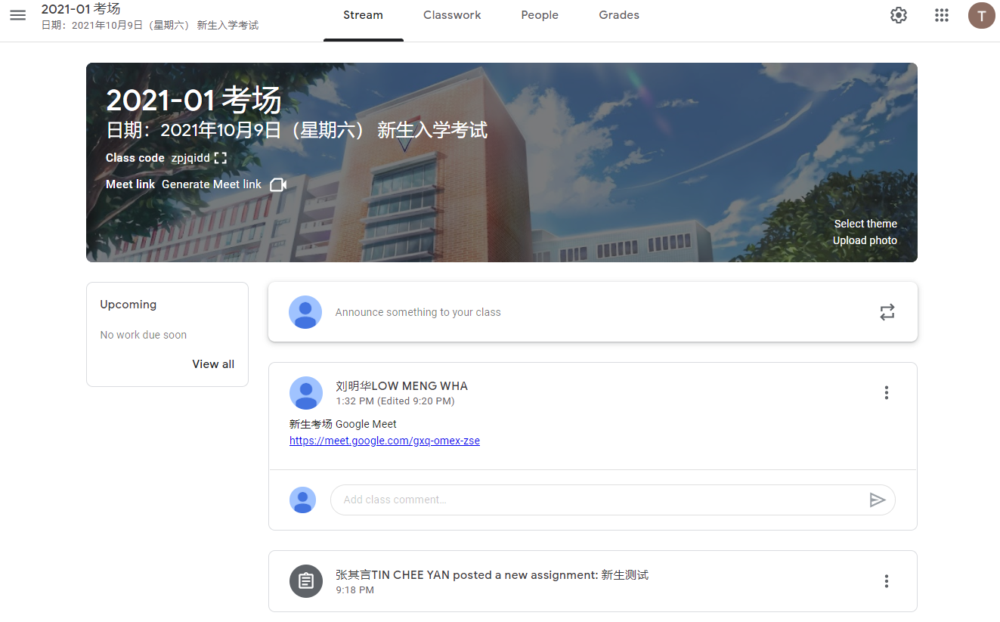 2021-01 考场
日期：2021年10月9日（星期六） 新生入学考试
Stream
Classwork
People
Grades
T
2021-01 考场
日期：2021年10月9日（星期六） 新生入学考试
Class code zpjqidd
Meet link Generate Meet link
Select theme
Upload photo
Upcoming
No work due soon
View all
Announce something to your class
刘明华LOW MENG WHA
1:32 PM (Edited 9:20 PM)
新生考场 Google Meet
https://meet.google.com/gxq-omex-zse
Add class comment…
张其言TIN CHEE YAN posted a new assignment: 新生测试
9:18 PM